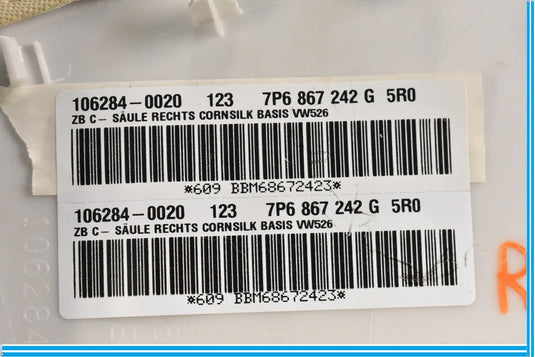 106284-0020 123 7P6 867 242 G 5R0
ZB C- SÄULE RECHTS CORNSILK BASIS VW526
*609 BBM68672423*
106284-0020 123 7P6 867 242 G 5R0
ZB C- SÄULE RECHTS CORNSILK BASIS VW526
*609 BBM68672423*
R
106284